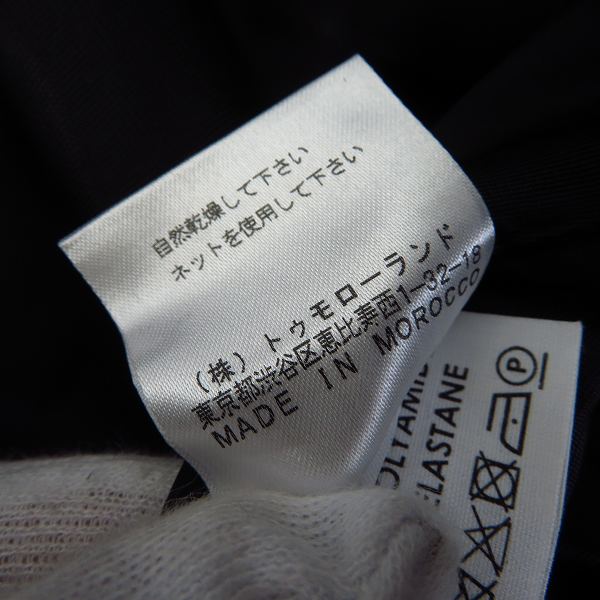 自然乾燥して下さい
ネットを使用して下さい
(株)トゥモローランド
東京都渋谷区恵比寿西1-32-18
MADE IN MOROCCO
OLYAMID
ELASTANE
P